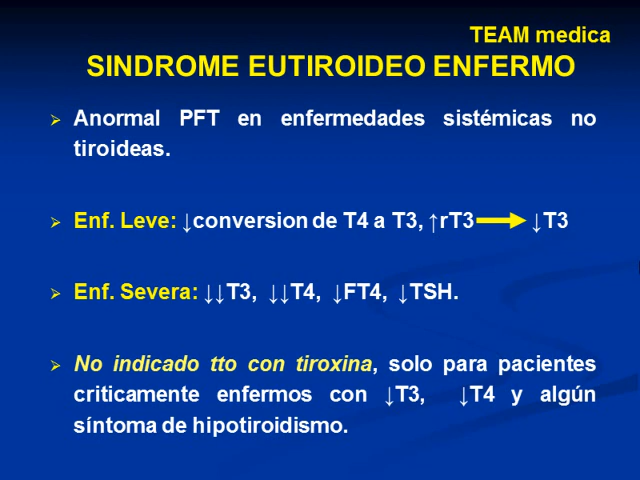 TEAM medica
SINDROME EUTIROIDEO ENFERMO
Anormal PFT en enfermedades sistémicas no
tiroideas.
Enf. Leve: ↓conversion de T4 a T3, ↑rT3 ➡ ↓T3
Enf. Severa: ↓↓T3, ↓↓T4, ↓FT4, ↓TSH.
No indicado tto con tiroxina, solo para pacientes
criticamente enfermos con ↓T3, ↓T4 y algún
síntoma de hipotiroidismo.